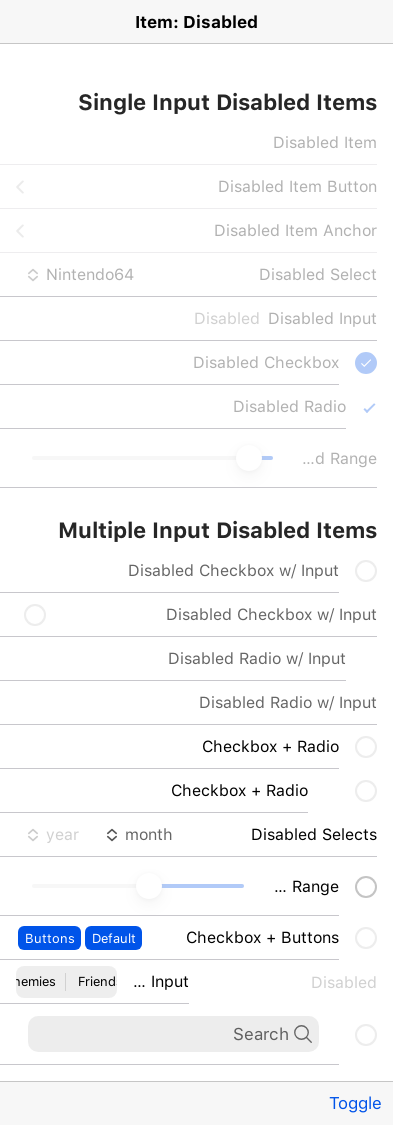 Item: Disabled
Single Input Disabled Items
Disabled Item
Disabled Item Button
Disabled Item Anchor
Disabled Select Nintendo64
Disabled Input Disabled
Disabled Checkbox
Disabled Radio
...d Range
Multiple Input Disabled Items
Disabled Checkbox w/ Input
Disabled Checkbox w/ Input
Disabled Radio w/ Input
Disabled Radio w/ Input
Checkbox + Radio
Checkbox + Radio
Disabled Selects month year
... Range
Checkbox + Buttons Default Buttons
Disabled ... Input Friend nemies
Search
Toggle